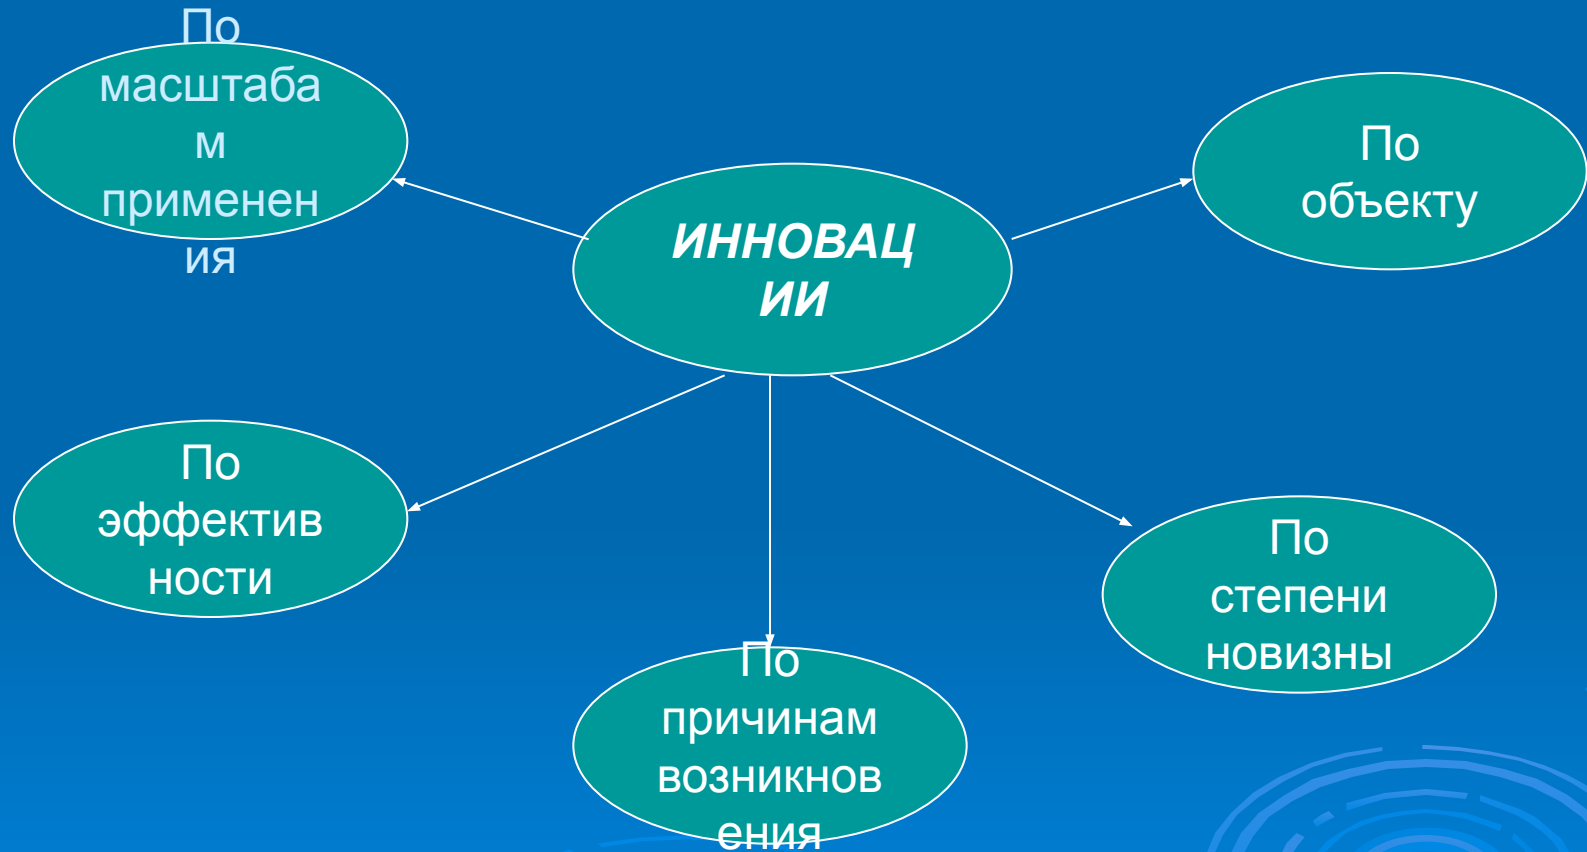 По
масштаба
м
применен
ия
ИННОВАЦ
ИИ
По
объекту
По
эффектив
ности
По
причинам
возникнов
ения
По
степени
новизны